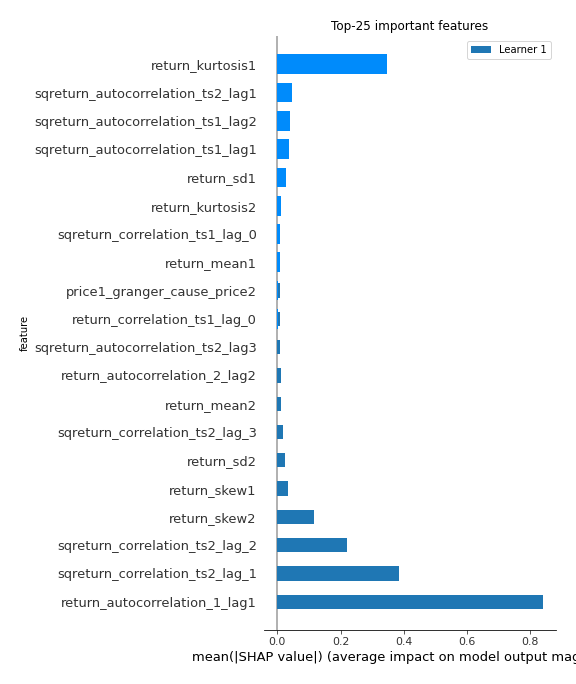 Top-25 important features
Learner 1
return_kurtosis1
sqreturn_autocorrelation_ts2_lag1
sqreturn_autocorrelation_ts1_lag2
sqreturn_autocorrelation_ts1_lag1
return_sd1
return_kurtosis2
sqreturn_correlation_ts1_lag_0
return_mean1
price1_granger_cause_price2
return_correlation_ts1_lag_0
sqreturn_autocorrelation_ts2_lag3
return_autocorrelation_2_lag2
return_mean2
sqreturn_correlation_ts2_lag_3
return_sd2
return_skew1
return_skew2
sqreturn_correlation_ts2_lag_2
sqreturn_correlation_ts2_lag_1
return_autocorrelation_1_lag1
feature
0.0 0.2 0.4 0.6 0.8
mean(|SHAP value|) (average impact on model output mag